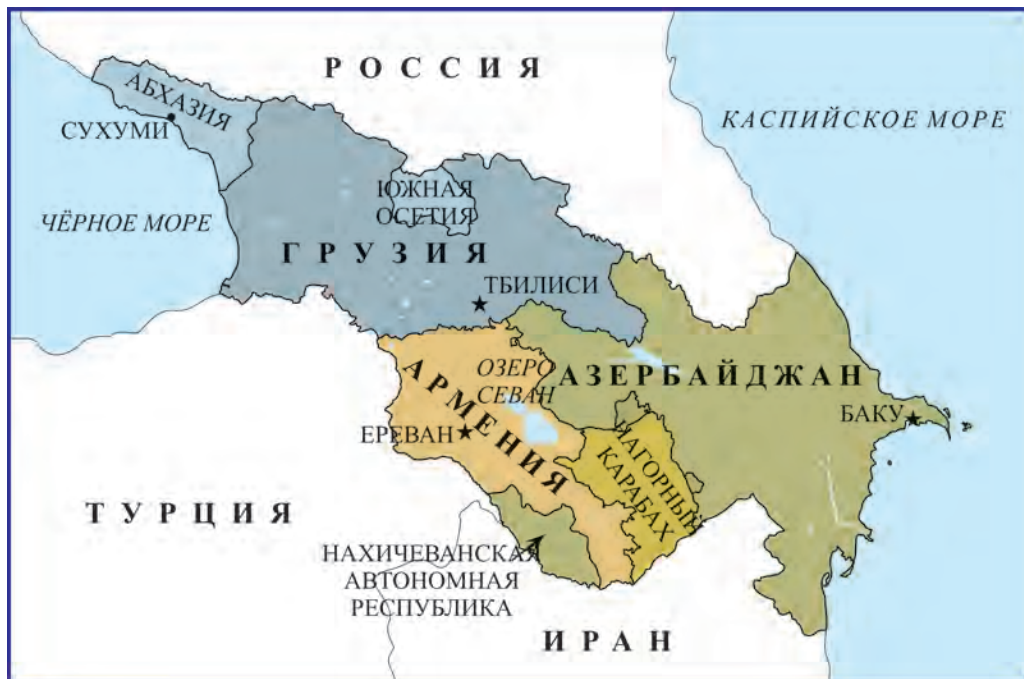 РОССИЯ
АБХАЗИЯ
СУХУМИ
КАСПИЙСКОЕ МОРЕ
ЮЖНАЯ
ОСЕТИЯ
ЧЁРНОЕ МОРЕ
ГРУЗИЯ
ТБИЛИСИ
ОЗЕРО
СЕВАН
АЗЕРБАЙДЖАН
АРМЕНИЯ
БАКУ
ЕРЕВАН
НАГОРНЫЙ
КАРАБАХ
ТУРЦИЯ
НАХИЧЕВАНСКАЯ
АВТОНОМНАЯ
РЕСПУБЛИКА
ИРАН